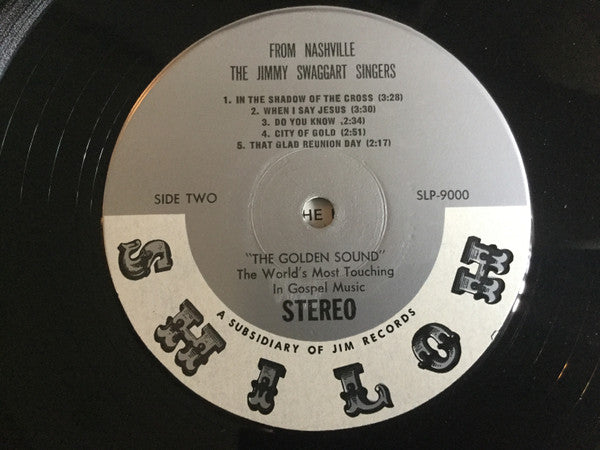 FROM NASHVILLE
THE JIMMY SWAGGART SINGERS
1. IN THE SHADOW OF THE CROSS (3:28)
2. WHEN I SAY JESUS (3:30)
3. DO YOU KNOW .2:34)
4. CITY OF GOLD (2:51)
5. THAT GLAD REUNION DAY (2:17)
SIDE TWO
SLP-9000
HE
"THE GOLDEN SOUND"
The World's Most Touching
In Gospel Music
STEREO
A SUBSIDIARY OF JIM RECORDS
SHILOH